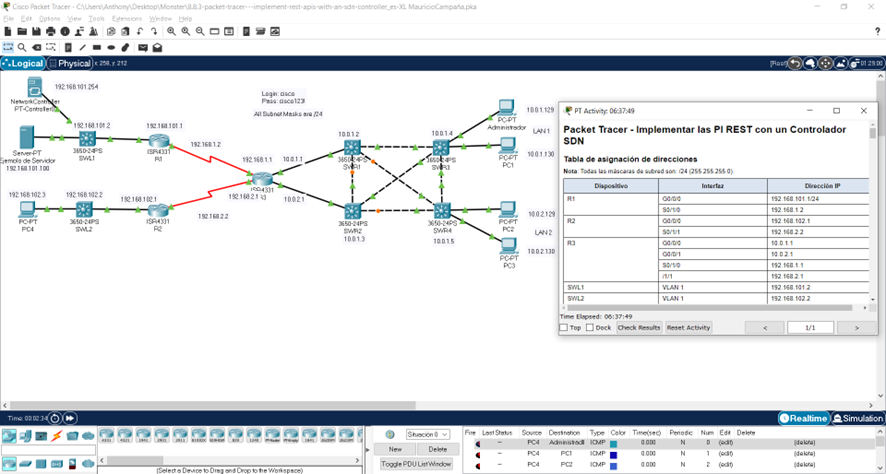 Cisco Packet Tracer - C:\Users\Anthony\Desktop\Monster\8.8.3-packet-tracer---implement-rest-apis-with-an-sdn-controller_es-XL MauricioCampaña.pka
File Edit Options View Tools Extensions Window Help
Logical Physical x 258, y 212
[Root] 01:29:00
192.168.101.254
NetworkController
PT-Controller0
192.168.101.2
192.168.101.1
Server-PT
Ejemplo de Servidor
192.168.101.100
3650-24PS
SWL1
ISR4331
R1
192.168.1.2
192.168.1.1
Login: cisco
Pass: cisco123!
All Subnet Masks are /24
192.168.102.3
192.168.102.2
192.168.102.1
PC-PT
PC4
3650-24PS
SWL2
ISR4331
R2
192.168.2.2
192.168.2.1
ISR4331
10.0.1.1
10.0.2.1
10.0.1.2
3650-24PS
SWR1
10.0.1.4
3650-24PS
SWR3
3650-24PS
SWR2
10.0.1.3
3650-24PS
SWR4
10.0.1.5
PC-PT
Administrador
10.0.1.129
LAN 1
PC-PT
PC1
10.0.1.130
PC-PT
PC2
10.0.2.129
LAN 2
PC-PT
PC3
10.0.2.130
PT Activity: 06:37:49
Packet Tracer - Implementar las PI REST con un Controlador
SDN
Tabla de asignación de direcciones
Nota: Todas las máscaras de subred son: /24 (255.255.255.0).
Dispositivo Interfaz Dirección IP
R1 G0/0/0 192.168.101.1/24
S0/1/0 192.168.1.2
R2 G0/0/0 192.168.102.1
S0/1/1 192.168.2.2
R3 G0/0/0 10.0.1.1
G0/0/1 10.0.2.1
S0/1/0 192.168.1.1
/1/1 192.168.2.1
SWL1 VLAN 1 192.168.101.2
SWL2 VLAN 1 192.168.102.2
Time Elapsed: 06:37:49
Top Dock Check Results Reset Activity < 1/1 >
Realtime Simulation
Situación 0
New Delete
Toggle PDU List Window
Fire Last Status Source Destination Type Color Time(sec) Periodic Num Edit Delete
-- PC4 Administrad ICMP 0.000 N 0 (edit) (delete)
-- PC4 PC1 ICMP 0.000 N 1 (edit) (delete)
-- PC4 PC2 ICMP 0.000 N 2 (edit) (delete)
(Select a Device to Drag and Drop to the Workspace)